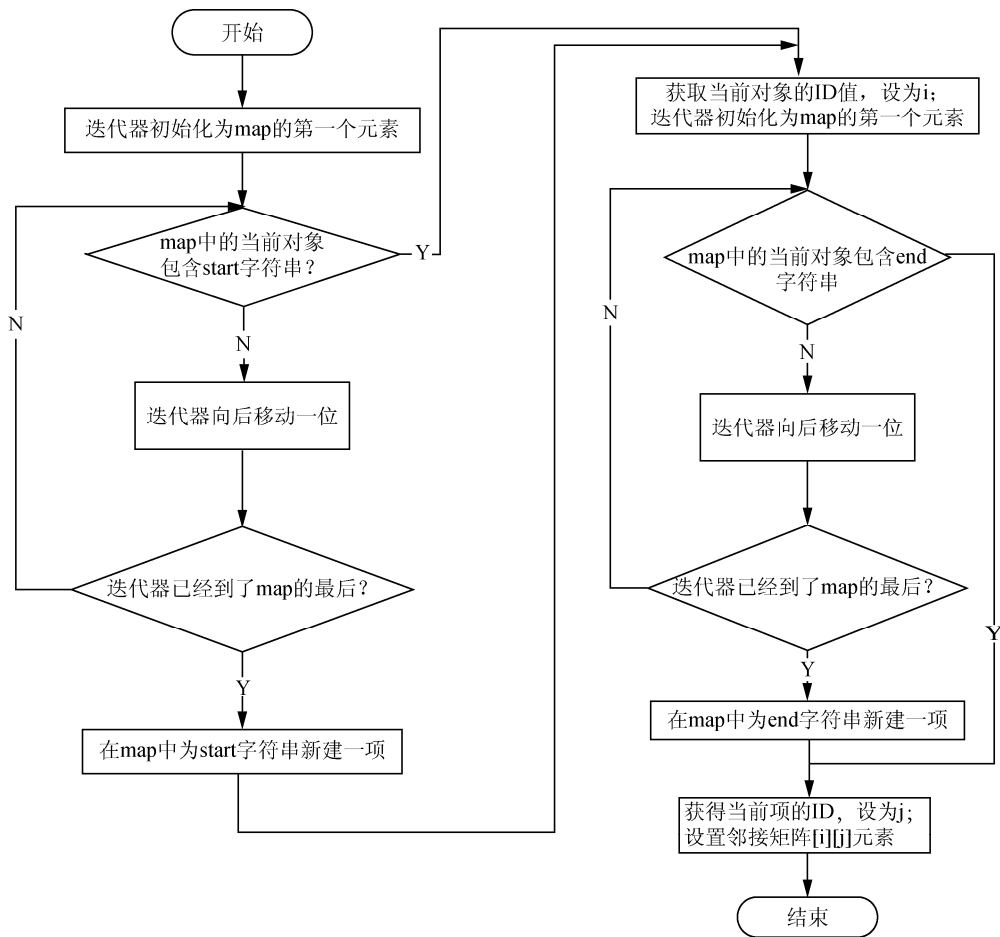 开始
迭代器初始化为map的第一个元素
map中的当前对象
包含start字符串？
Y
N
N
迭代器向后移动一位
迭代器已经到了map的最后？
Y
在map中为start字符串新建一项
获取当前对象的ID值，设为i；
迭代器初始化为map的第一个元素
map中的当前对象包含end
字符串
N
N
迭代器向后移动一位
迭代器已经到了map的最后？
Y
Y
在map中为end字符串新建一项
获得当前项的ID，设为j；
设置邻接矩阵[i][j]元素
结束